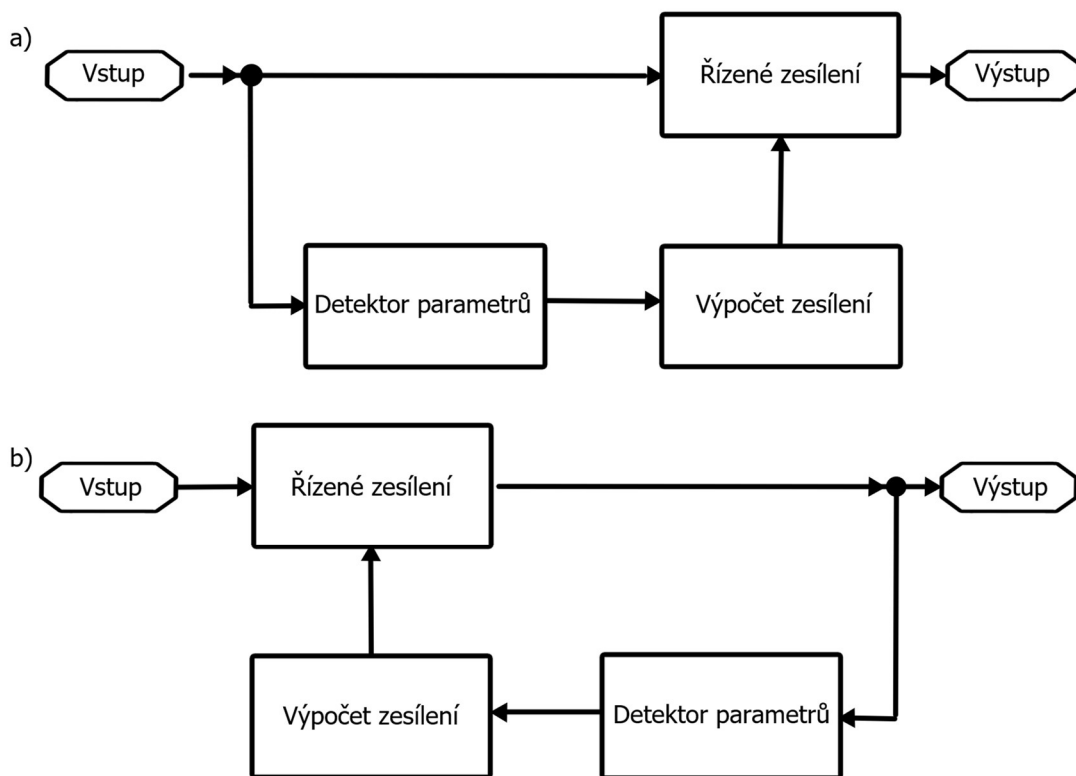 a)
Vstup
Řízené zesílení
Výstup
Detektor parametrů
Výpočet zesílení
b)
Vstup
Řízené zesílení
Výstup
Výpočet zesílení
Detektor parametrů